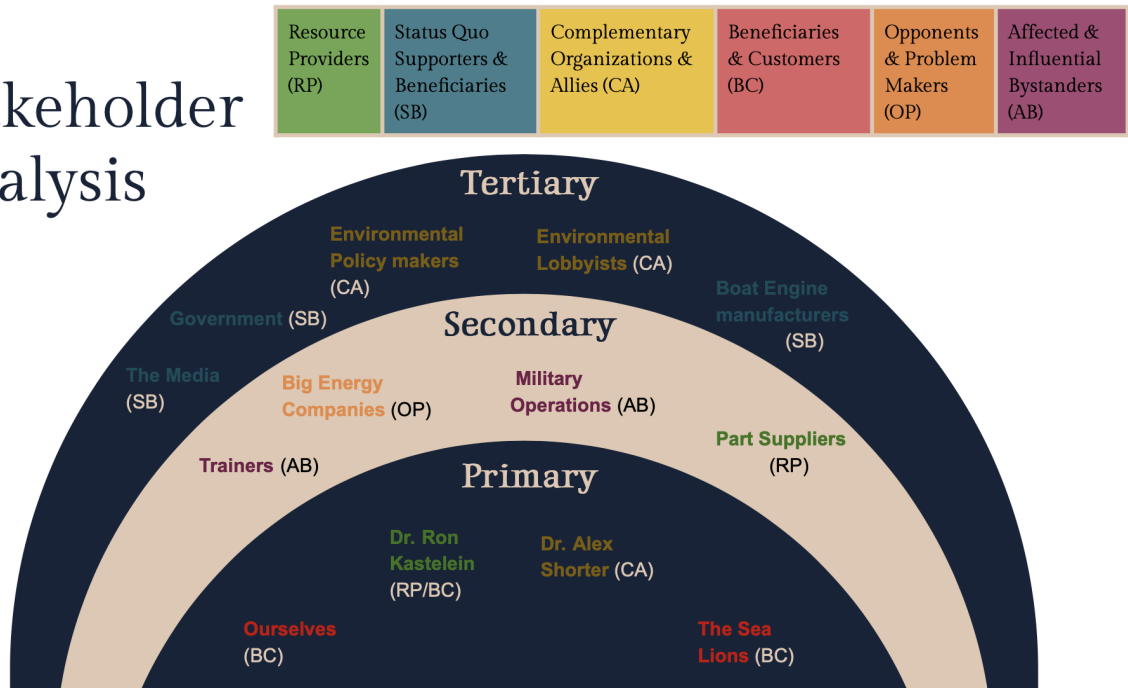 keholder
alysis
Resource
Providers
(RP)
Status Quo
Supporters &
Beneficiaries
(SB)
Complementary
Organizations &
Allies (CA)
Beneficiaries
& Customers
(BC)
Opponents
& Problem
Makers
(OP)
Affected &
Influential
Bystanders
(AB)
Tertiary
Environmental
Policy makers
(CA)
Environmental
Lobbyists (CA)
Boat Engine
manufacturers
(SB)
Government (SB)
The Media
(SB)
Secondary
Big Energy
Companies (OP)
Military
Operations (AB)
Trainers (AB)
Part Suppliers
(RP)
Primary
Dr. Ron
Kastelein
(RP/BC)
Dr. Alex
Shorter (CA)
Ourselves
(BC)
The Sea
Lions (BC)